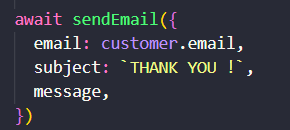 await sendEmail({
  email: customer.email,
  subject: `THANK YOU !`,
  message,
})